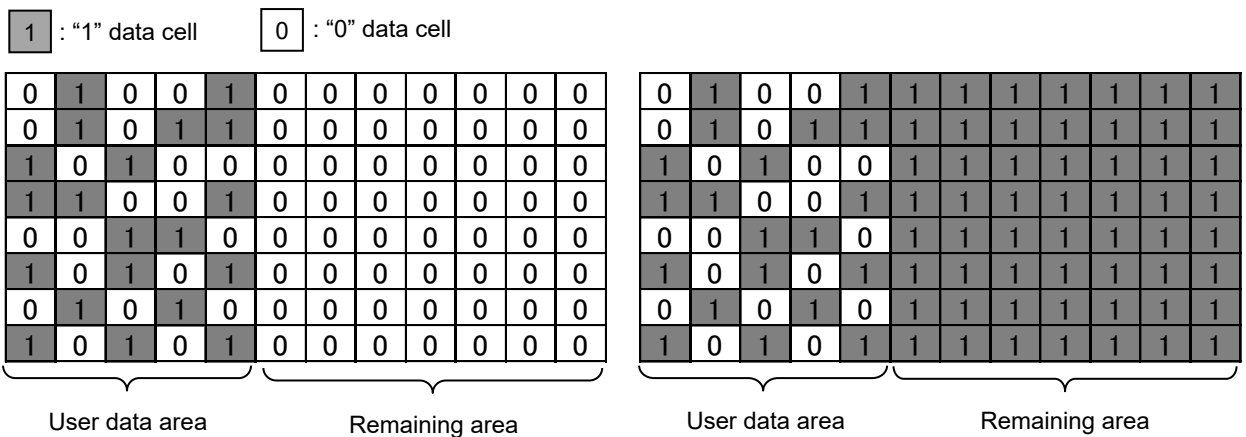 1 : “1” data cell 0 : “0” data cell
0 1 0 0 1 0 0 0 0 0 0 0 0 1 0 0 1 1 1 1 1 1 1 1
0 1 0 1 1 0 0 0 0 0 0 0 0 1 0 1 1 1 1 1 1 1 1 1
1 0 1 0 0 0 0 0 0 0 0 0 1 0 1 0 0 1 1 1 1 1 1 1
1 1 0 0 1 0 0 0 0 0 0 0 1 1 0 0 1 1 1 1 1 1 1 1
0 0 1 1 0 0 0 0 0 0 0 0 0 0 1 1 0 1 1 1 1 1 1 1
1 0 1 0 1 0 0 0 0 0 0 0 1 0 1 0 1 1 1 1 1 1 1 1
0 1 0 1 0 0 0 0 0 0 0 0 0 1 0 1 0 1 1 1 1 1 1 1
1 0 1 0 1 0 0 0 0 0 0 0 1 0 1 0 1 1 1 1 1 1 1 1
User data area Remaining area User data area Remaining area